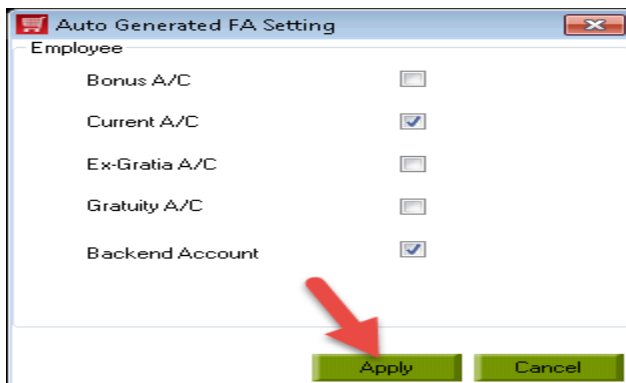 Auto Generated FA Setting
Employee
Bonus A/C
Current A/C
Ex-Gratia A/C
Gratuity A/C
Backend Account
Apply Cancel